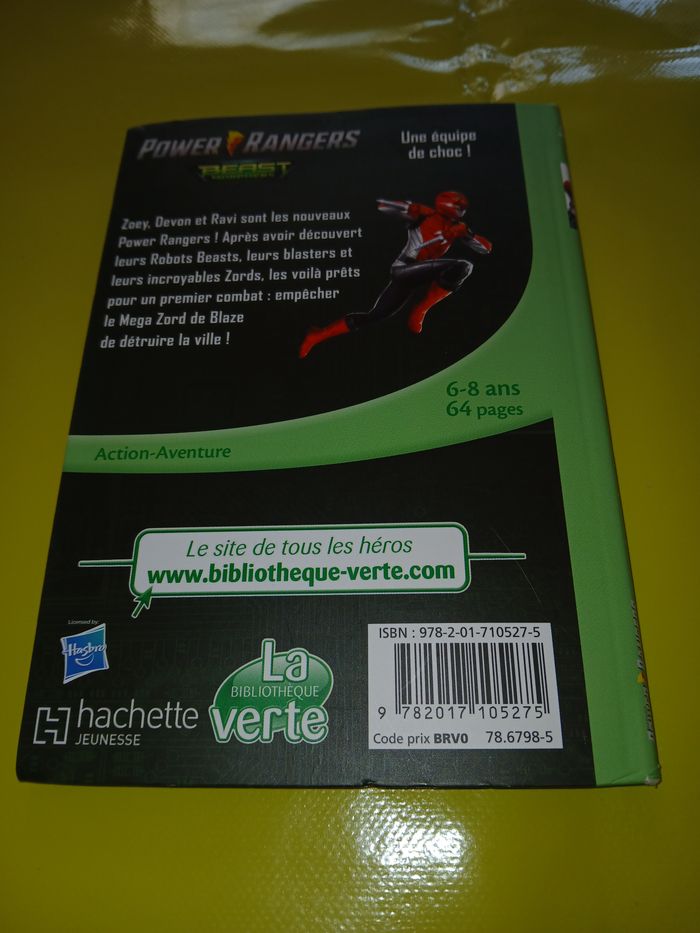 POWER RANGERS
BEAST
MORPHERS
Une équipe
de choc !
Zoey, Devon et Ravi sont les nouveaux
Power Rangers ! Après avoir découvert
leurs Robots Beasts, leurs blasters et
leurs incroyables Zords, les voilà prêts
pour un premier combat : empêcher
le Mega Zord de Blaze
de détruire la ville !
6-8 ans
64 pages
Action-Aventure
Le site de tous les héros
www.bibliotheque-verte.com
Licensed by:
Hasbro
hachette
JEUNESSE
La
BIBLIOTHÈQUE
verte
ISBN : 978-2-01-710527-5
9 782017 105275
Code prix BRV0 78.6798-5
POWER RANGERS